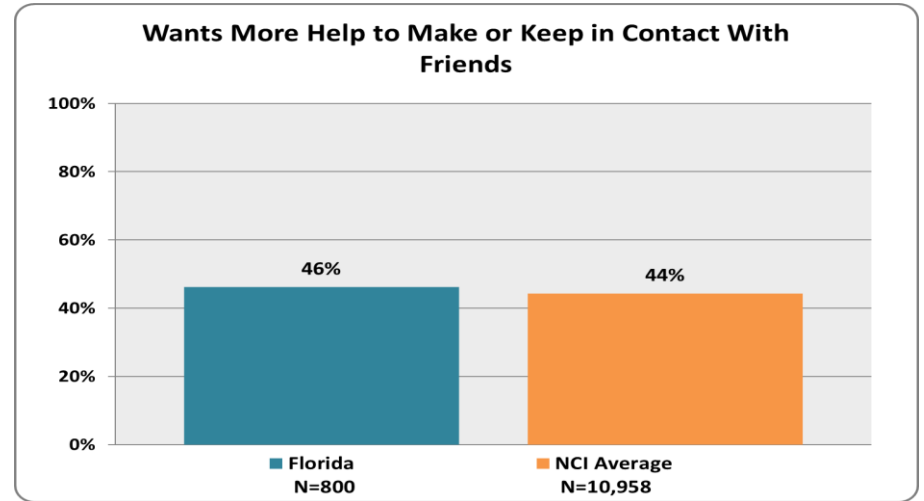 Wants More Help to Make or Keep in Contact With
Friends
100%
80%
60%
40%
20%
0%
46%
44%
Florida
N=800
NCI Average
N=10,958